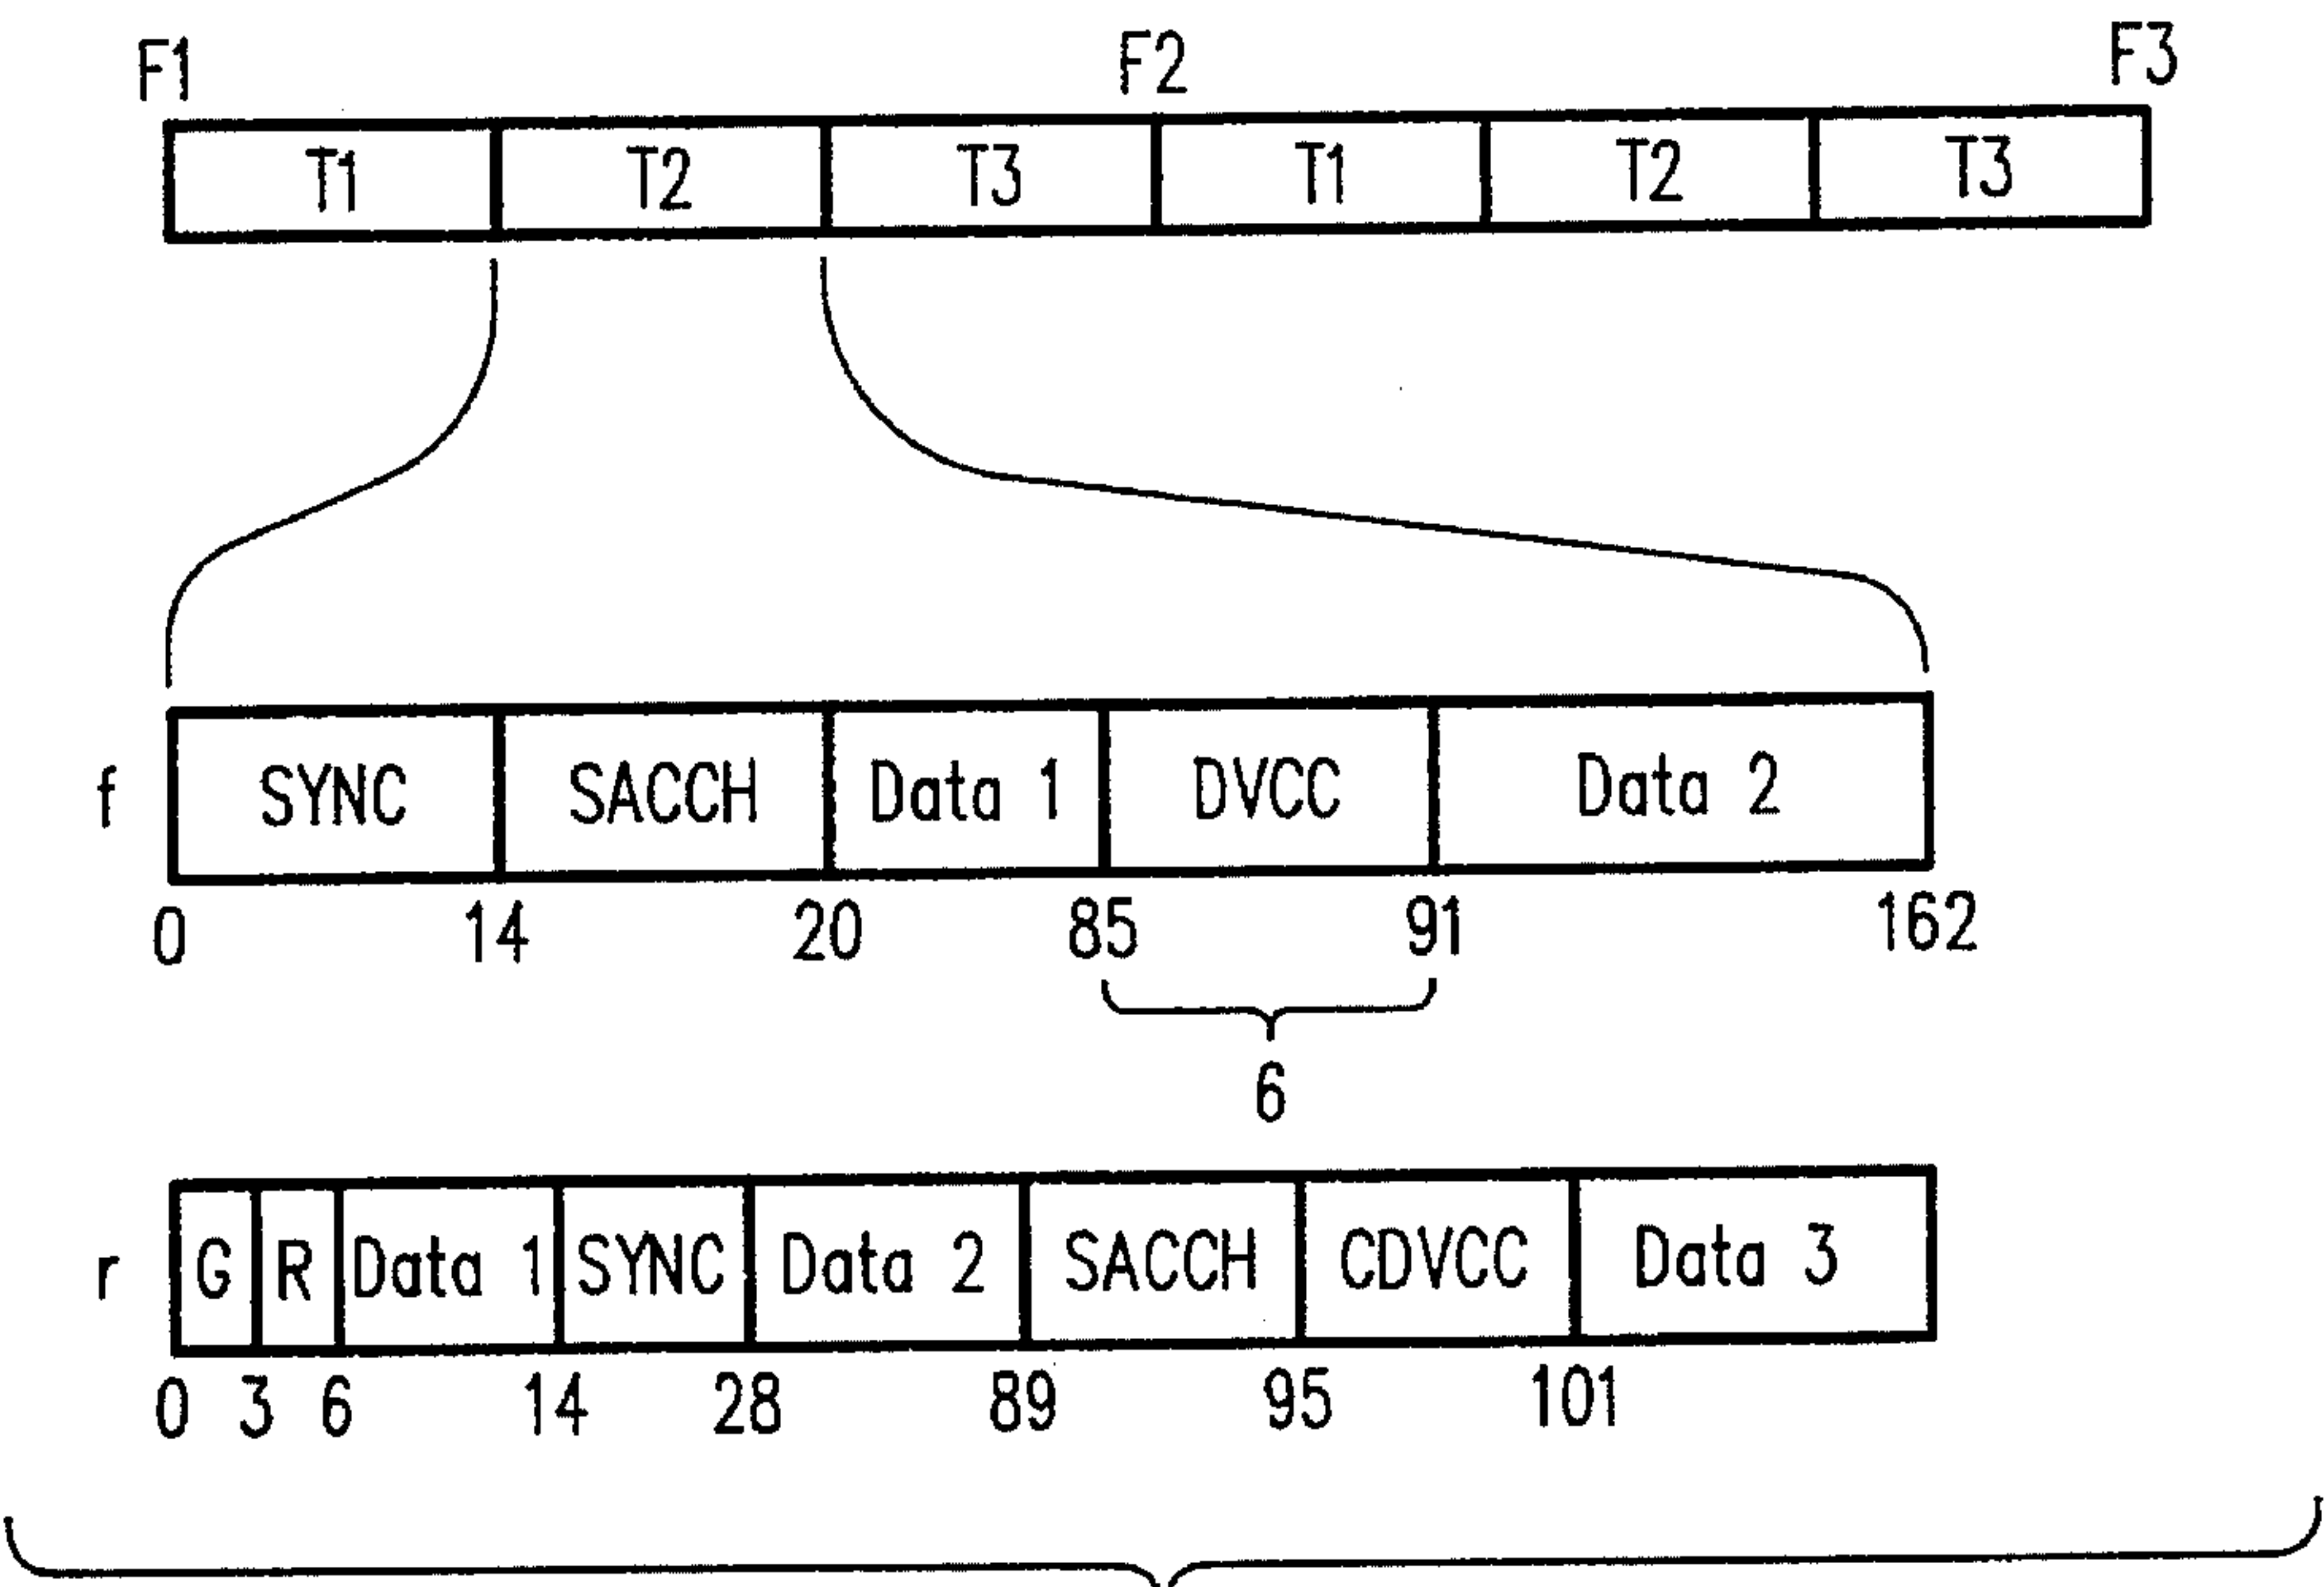 F1 F2 F3
T1 T2 T3 T1 T2 T3
f SYNC SACCH Data 1 DVCC Data 2
0 14 20 85 91 162
6
r G R Data 1 SYNC Data 2 SACCH CDVCC Data 3
0 3 6 14 28 89 95 101